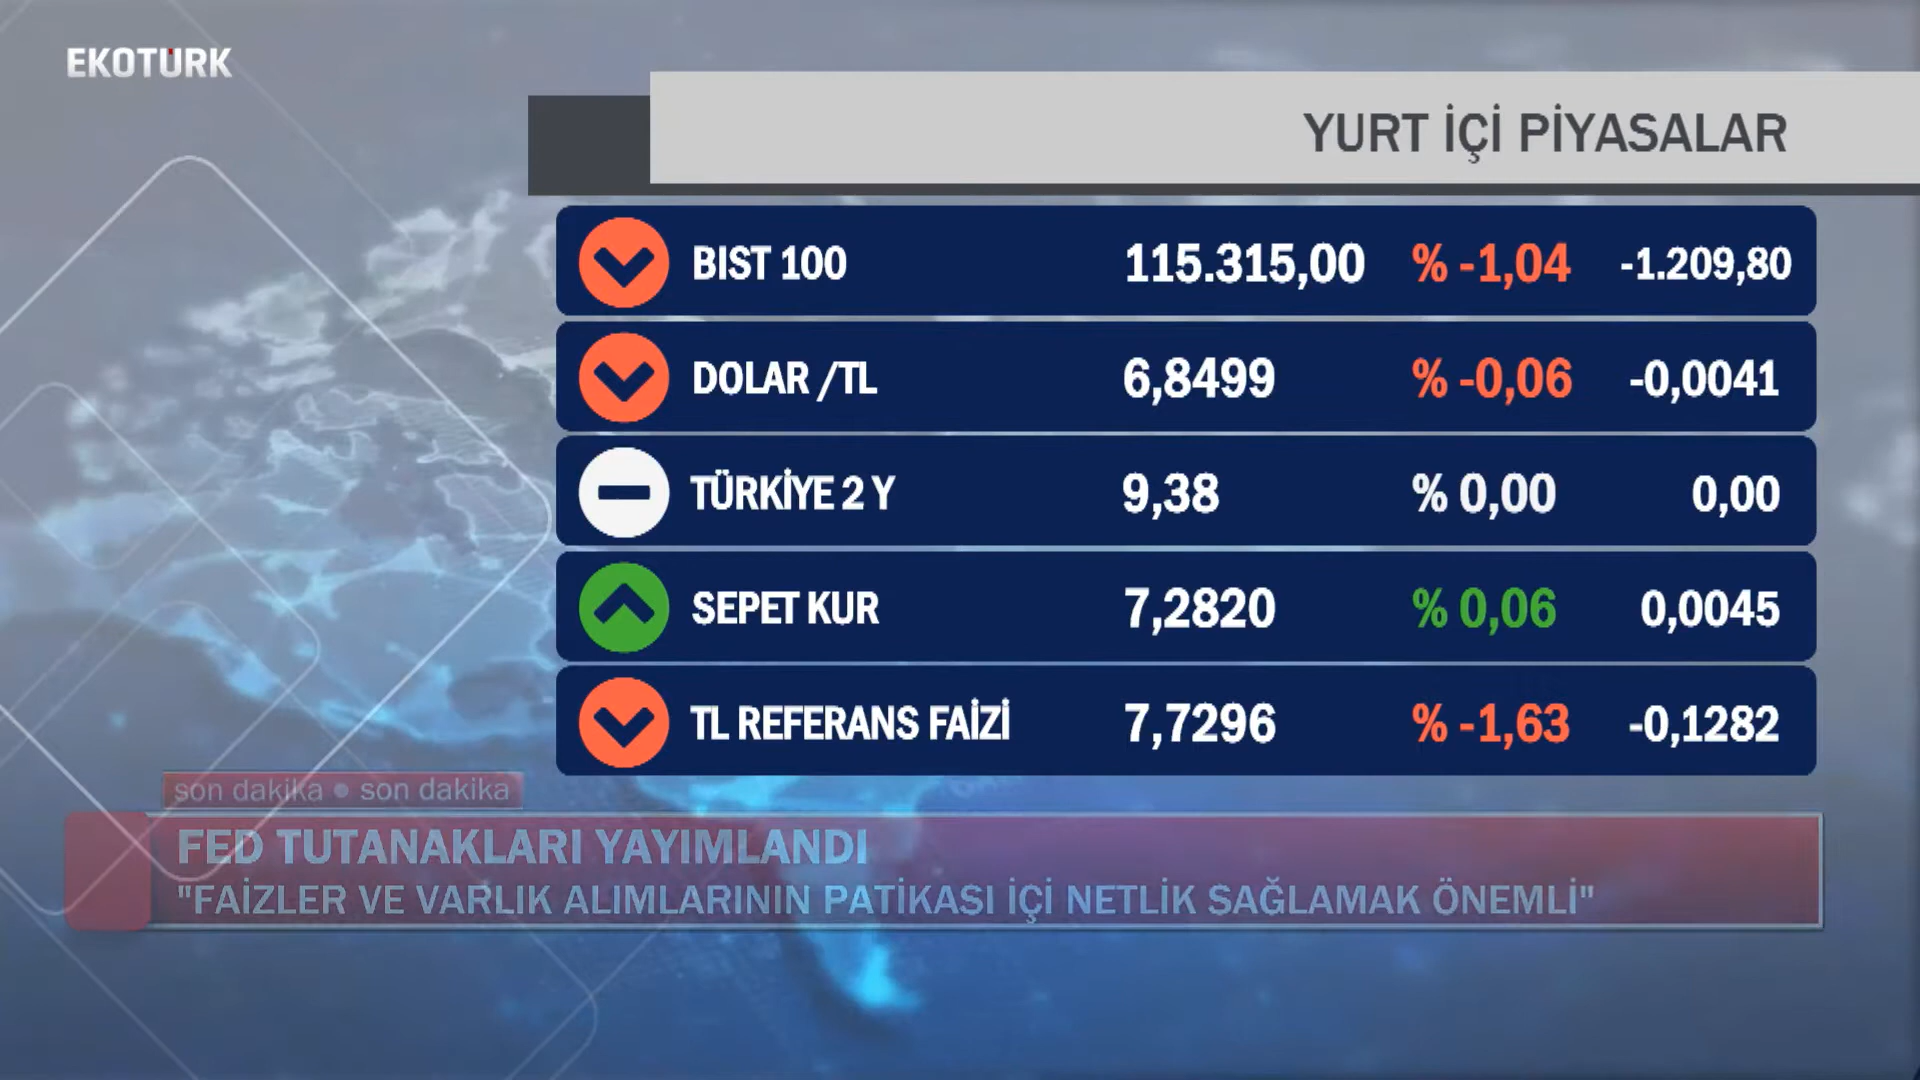 EKOTÜRK
YURT İÇİ PİYASALAR
BIST 100 115.315,00 % -1,04 -1.209,80
DOLAR /TL 6,8499 % -0,06 -0,0041
TÜRKİYE 2 Y 9,38 % 0,00 0,00
SEPET KUR 7,2820 % 0,06 0,0045
TL REFERANS FAİZİ 7,7296 % -1,63 -0,1282
son dakika • son dakika
FED TUTANAKLARI YAYIMLANDI
"FAİZLER VE VARLIK ALIMLARININ PATİKASI İÇİ NETLİK SAĞLAMAK ÖNEMLİ"